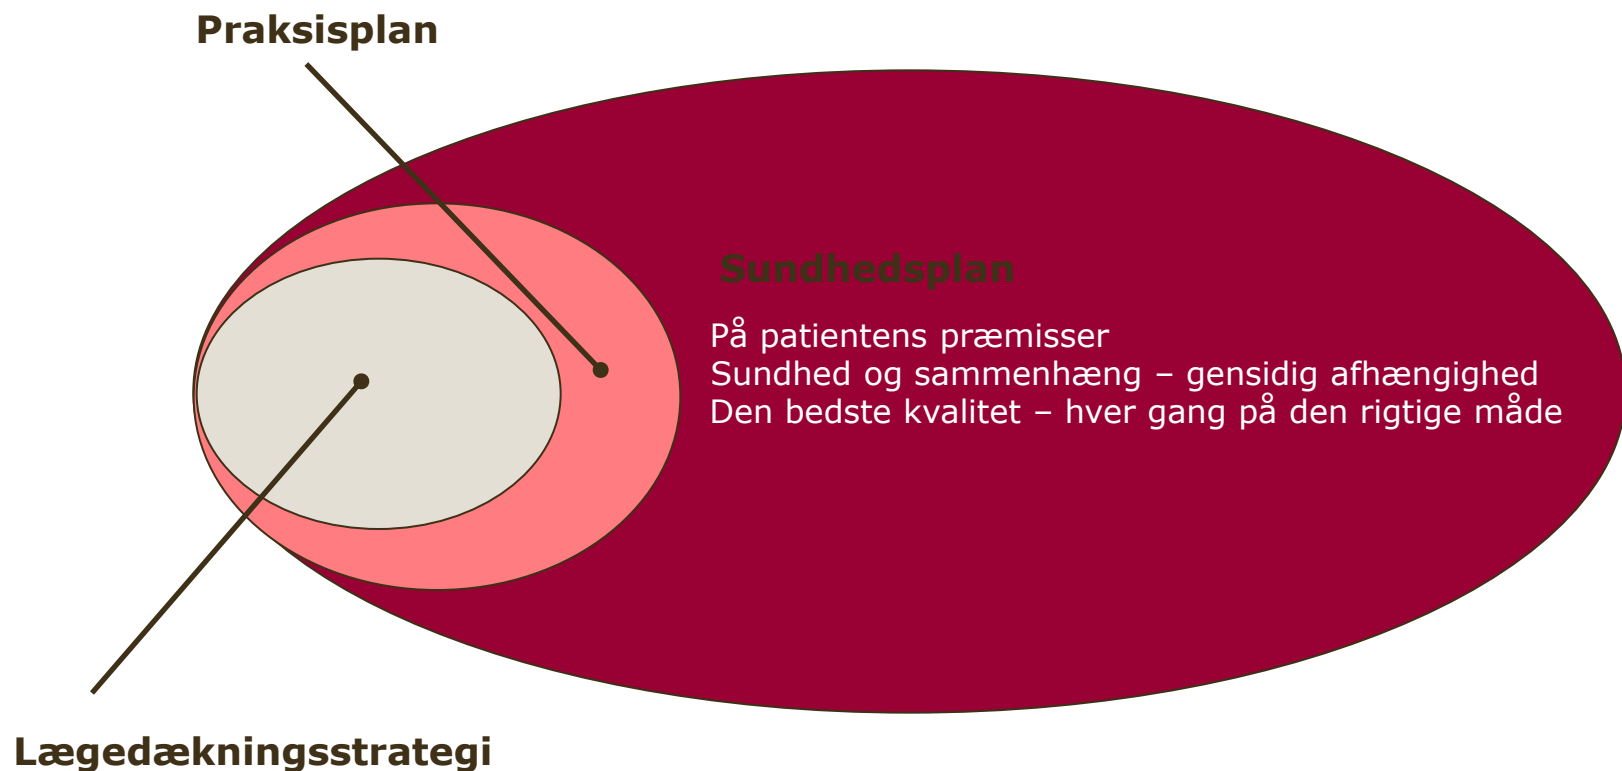 Praksisplan
Sundhedsplan
På patientens præmisser
Sundhed og sammenhæng – gensidig afhængighed
Den bedste kvalitet – hver gang på den rigtige måde
Lægedækningsstrategi